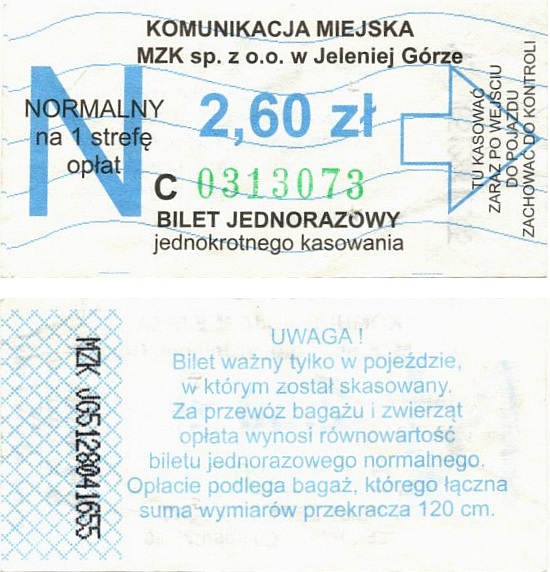 KOMUNIKACJA MIEJSKA
MZK sp. z o.o. w Jeleniej Górze
N
NORMALNY
na 1 strefę
opłat
2,60 zł
C 0313073
BILET JEDNORAZOWY
jednokrotnego kasowania
TU KASOWAĆ
ZARAZ PO WEJŚCIU
DO POJAZDU
ZACHOWAĆ DO KONTROLI
MZK JG5128041655
UWAGA !
Bilet ważny tylko w pojeździe,
w którym został skasowany.
Za przewóz bagażu i zwierząt
opłata wynosi równowartość
biletu jednorazowego normalnego.
Opłacie podlega bagaż, którego łączna
suma wymiarów przekracza 120 cm.